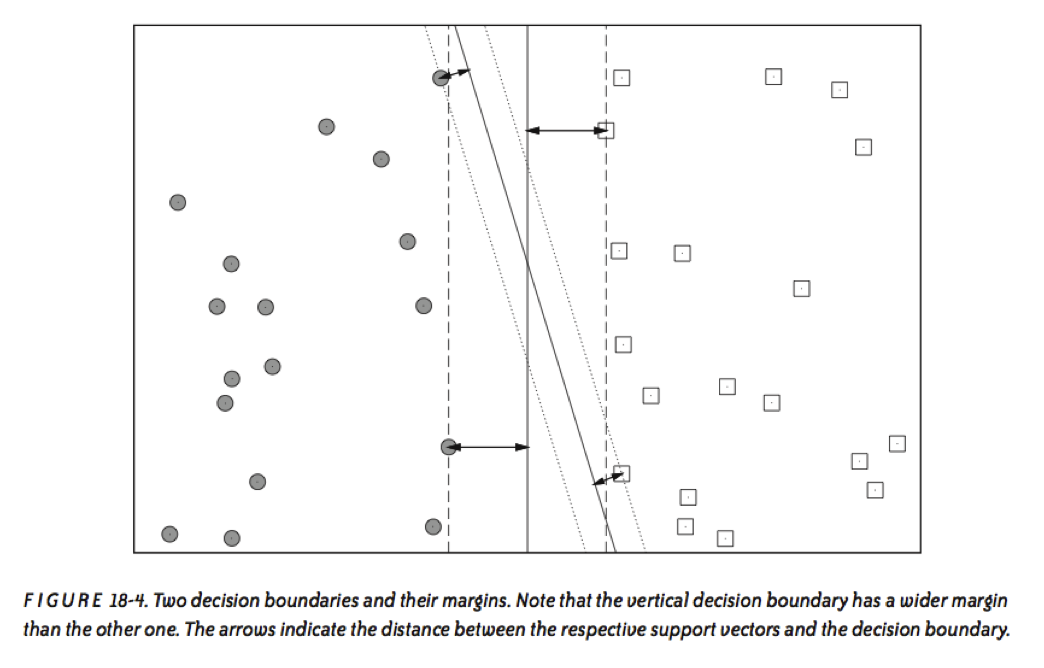 FIGURE 18-4. Two decision boundaries and their margins. Note that the vertical decision boundary has a wider margin
than the other one. The arrows indicate the distance between the respective support vectors and the decision boundary.